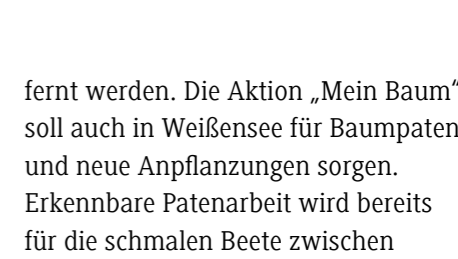 fernt werden. Die Aktion „Mein Baum“
soll auch in Weißensee für Baumpaten
und neue Anpflanzungen sorgen.
Erkennbare Patenarbeit wird bereits
für die schmalen Beete zwischen